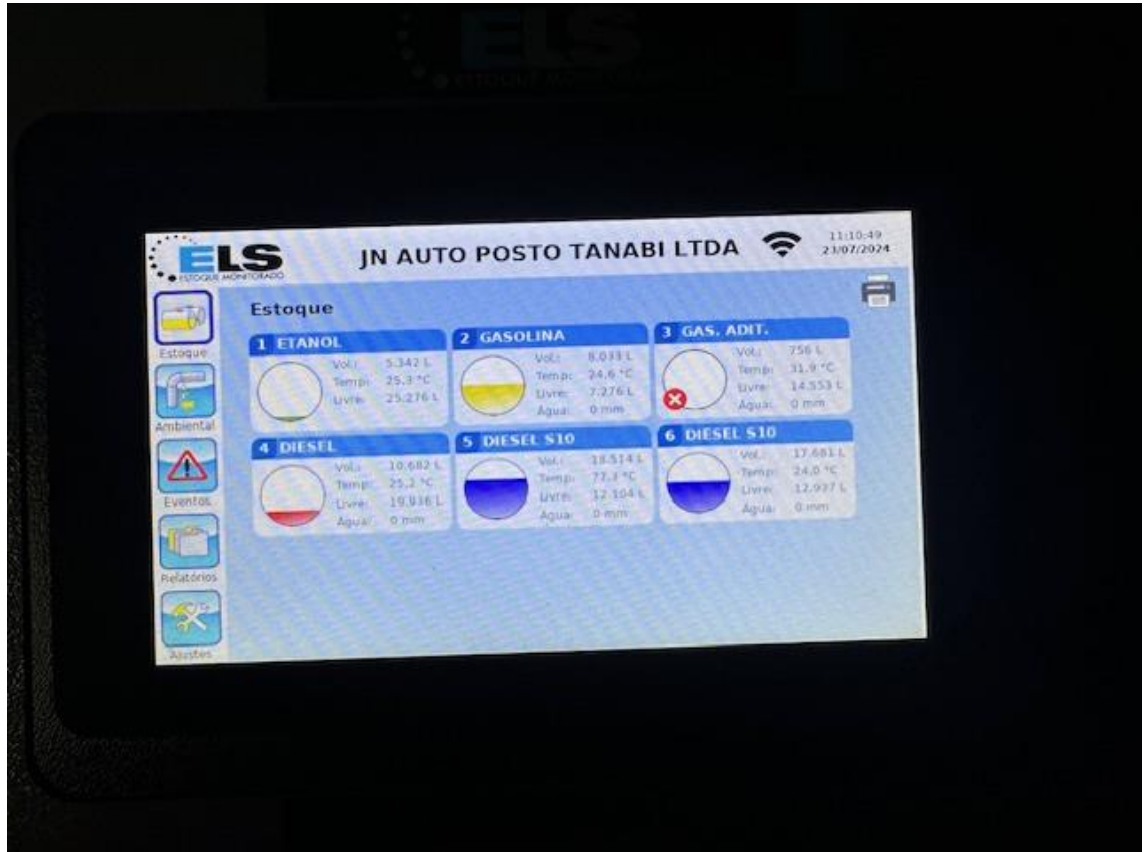 ELS
ELS
ESTOQUE MONITORADO
JN AUTO POSTO TANABI LTDA
11:10:49
23/07/2024
Estoque
Estoque
Ambiental
Eventos
Relatórios
Ajustes
1 ETANOL
Vol.: 5.342 L
Temp: 25,3 °C
Livre: 25.276 L
2 GASOLINA
Vol.: 8.033 L
Temp: 24,6 °C
Livre: 7.276 L
Água: 0 mm
3 GAS. ADIT.
Vol.: 756 L
Temp: 31,9 °C
Livre: 14.553 L
Água: 0 mm
4 DIESEL
Vol.: 10.682 L
Temp: 25,2 °C
Livre: 19.936 L
Água: 0 mm
5 DIESEL S10
Vol.: 18.514 L
Temp:
Livre: 12.104 L
Água: 0 mm
6 DIESEL S10
Vol.: 17.681 L
Temp: 24,0 °C
Livre: 12.937 L
Água: 0 mm